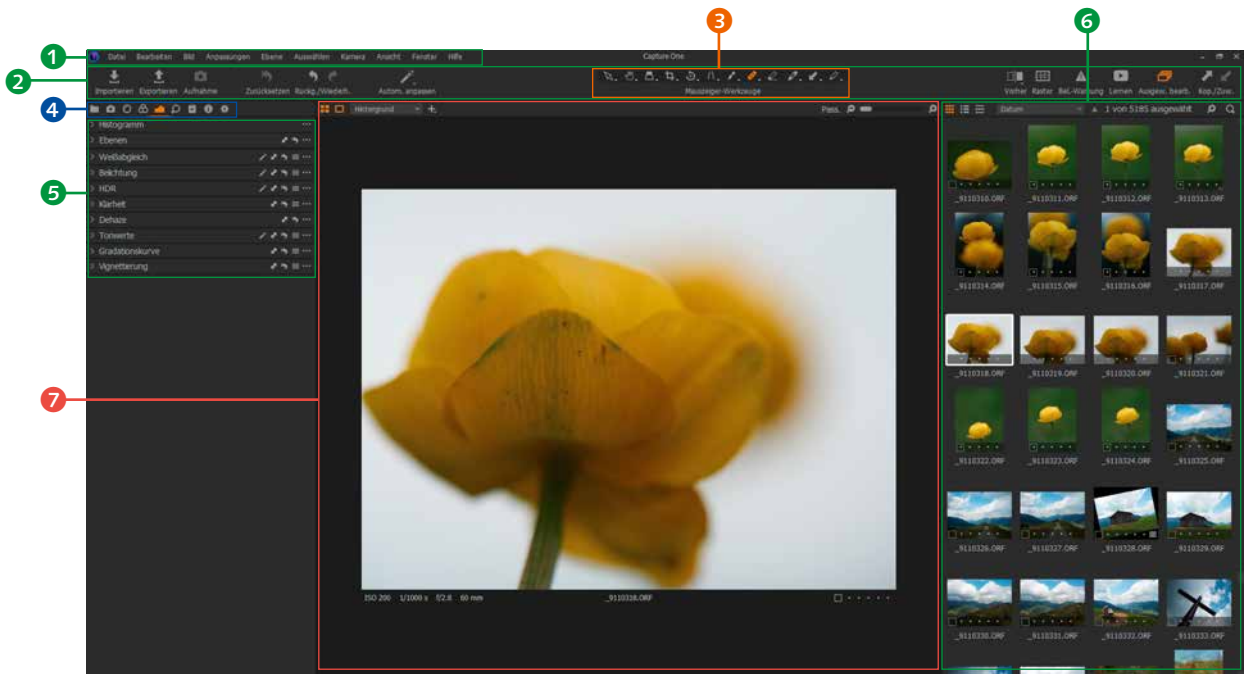 3
6
1
Datei Bearbeiten Bild Anpassungen Ebene Auswählen Kamera Ansicht Fenster Hilfe
Capture One
2
Importieren Exportieren Aufnahme Zurücksetzen Rückg./Wiederh. Autom. anpassen
Mauszeiger-Werkzeuge
Vorher Raster Bel.-Warnung Lernen Ausgew. bearb. Kop./Zuw.
4
Hintergrund
Pass.
Datum
1 von 5185 ausgewählt
5
Histogramm
Ebenen
Weißabgleich
Belichtung
HDR
Klarheit
Dehaze
Tonwerte
Gradationskurve
Vignettierung
7
_9110310.ORF _9110311.ORF _9110312.ORF _9110313.ORF
_9110314.ORF _9110315.ORF _9110316.ORF _9110317.ORF
_9110318.ORF _9110319.ORF _9110320.ORF _9110321.ORF
_9110322.ORF _9110323.ORF _9110324.ORF _9110325.ORF
_9110326.ORF _9110327.ORF _9110328.ORF _9110329.ORF
_9110330.ORF _9110331.ORF _9110332.ORF _9110333.ORF
ISO 200 1/1000 s f/2.8 60 mm
_9110318.ORF